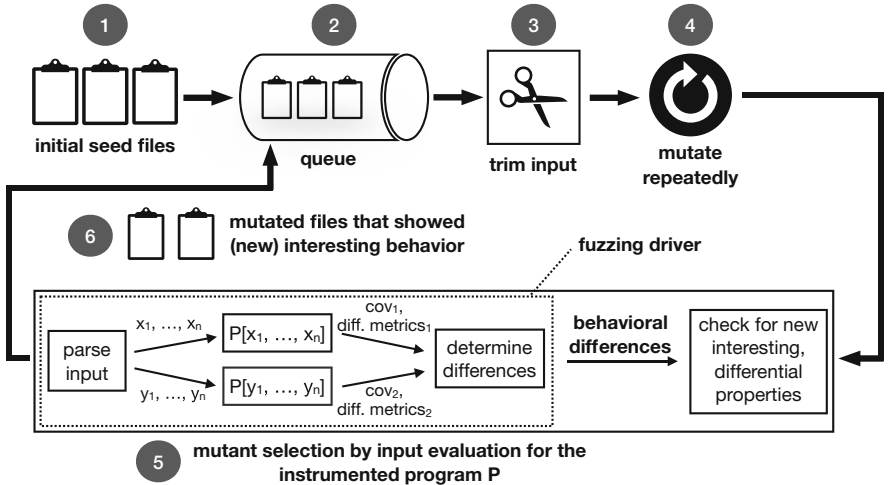 1
2
3
4
initial seed files
queue
trim input
mutate
repeatedly
6
mutated files that showed
(new) interesting behavior
fuzzing driver
parse
input
x₁, …, xₙ
y₁, …, yₙ
P[x₁, …, xₙ]
P[y₁, …, yₙ]
cov₁,
diff. metrics₁
cov₂,
diff. metrics₂
determine
differences
behavioral
differences
check for new
interesting,
differential
properties
5
mutant selection by input evaluation for the
instrumented program P